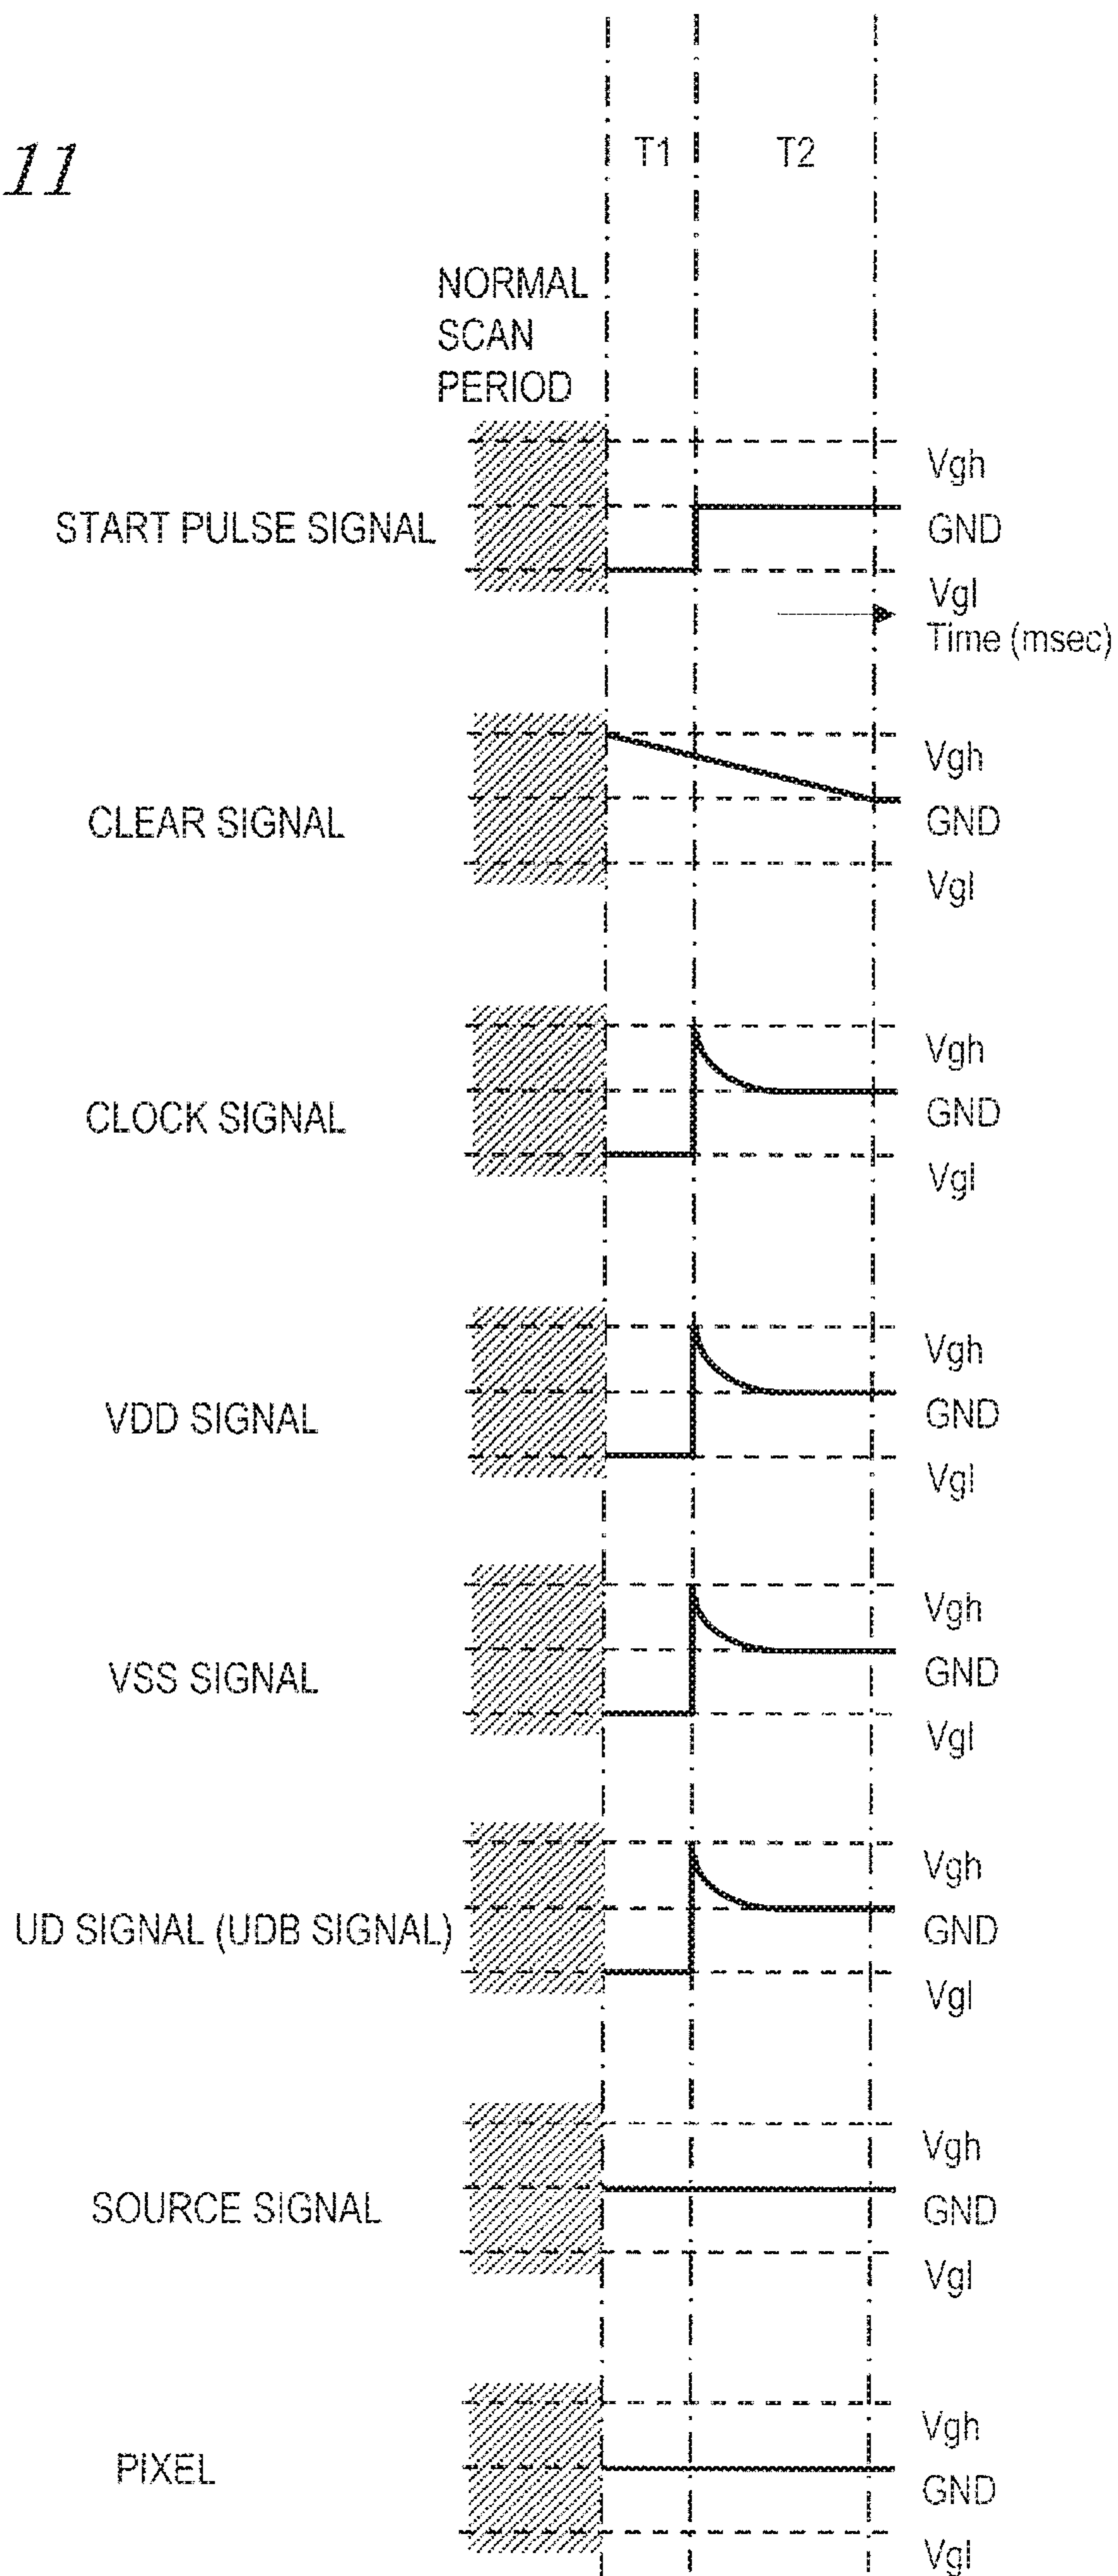 11
T1 T2
NORMAL
SCAN
PERIOD
START PULSE SIGNAL
Vgh
GND
Vgl
Time (msec)
CLEAR SIGNAL
Vgh
GND
Vgl
CLOCK SIGNAL
Vgh
GND
Vgl
VDD SIGNAL
Vgh
GND
Vgl
VSS SIGNAL
Vgh
GND
Vgl
UD SIGNAL (UDB SIGNAL)
Vgh
GND
Vgl
SOURCE SIGNAL
Vgh
GND
Vgl
PIXEL
Vgh
GND
Vgl